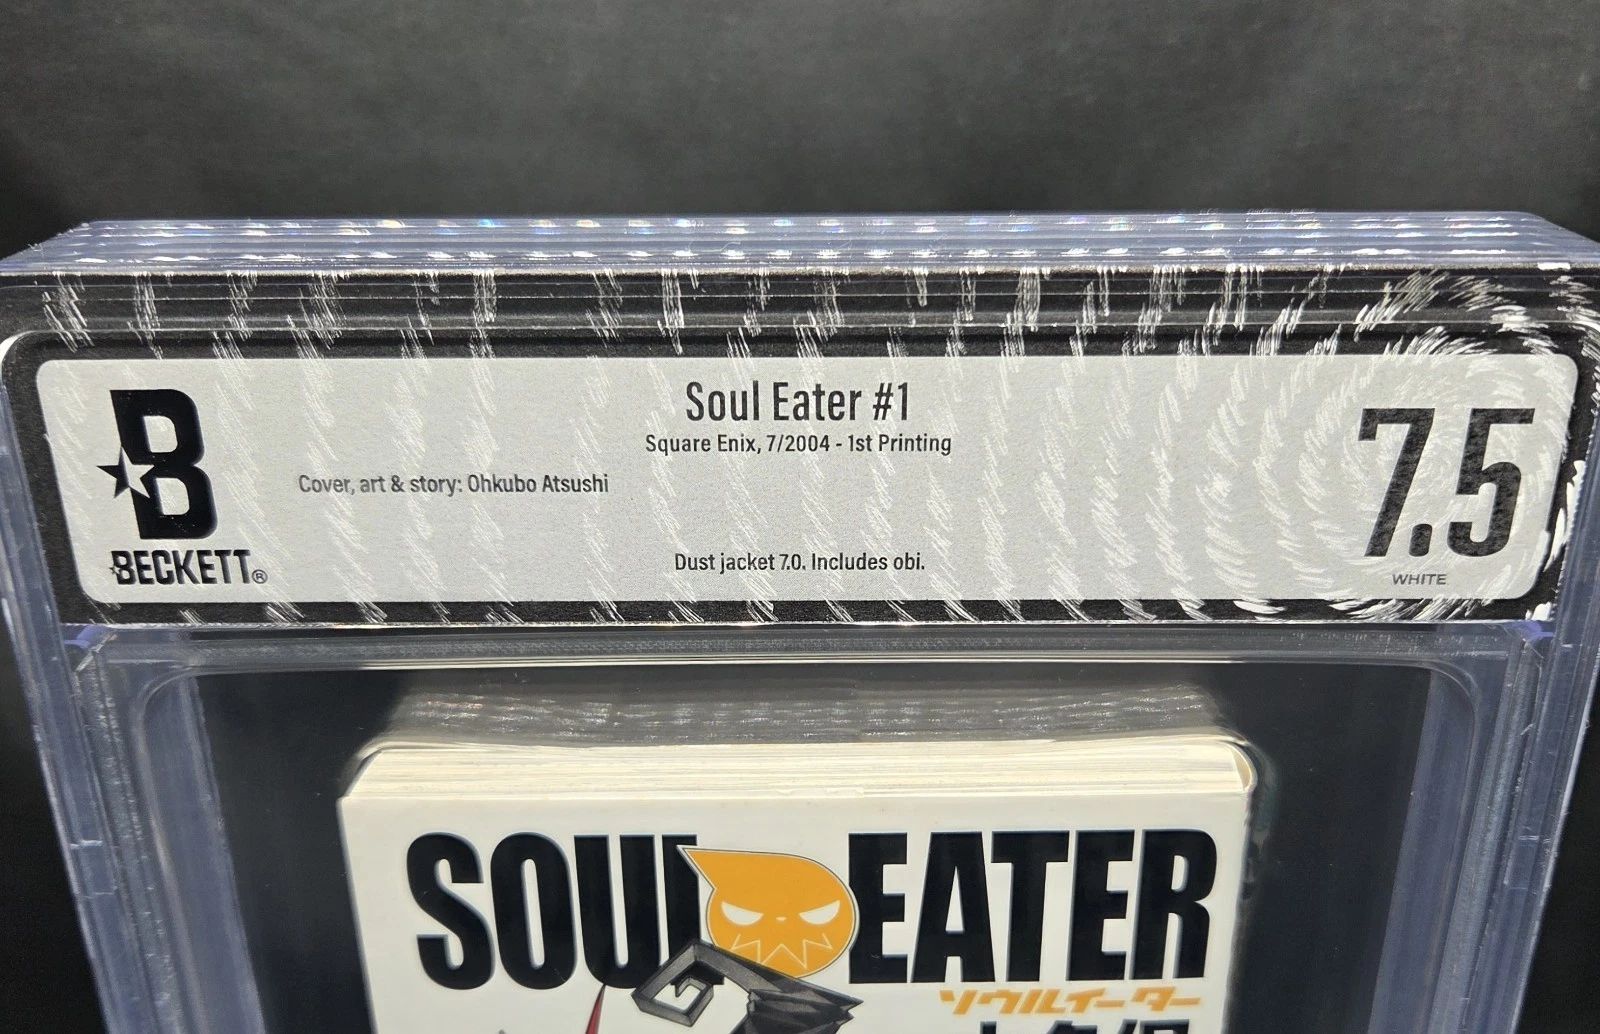 Soul Eater #1
Square Enix, 7/2004 - 1st Printing
Cover, art & story: Ohkubo Atsushi
Dust jacket 7.0. Includes obi.
B
BECKETT®
7.5
WHITE
SOUL EATER
ソウルイーター